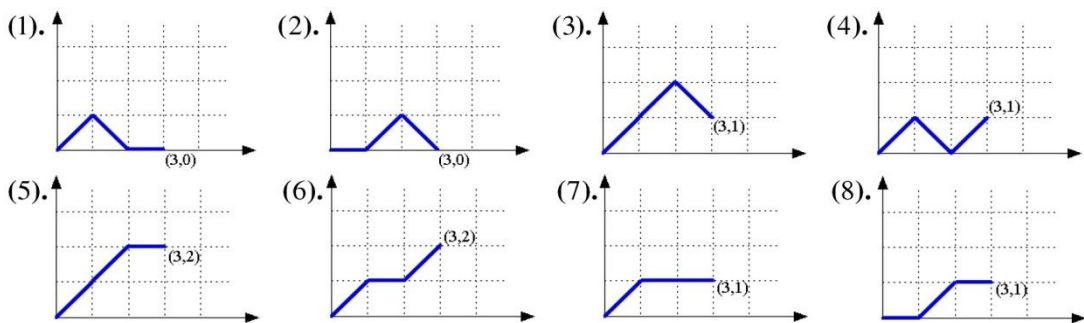 (1). (2). (3). (4).
(3,0) (3,0) (3,1) (3,1)
(5). (6). (7). (8).
(3,2) (3,2) (3,1) (3,1)